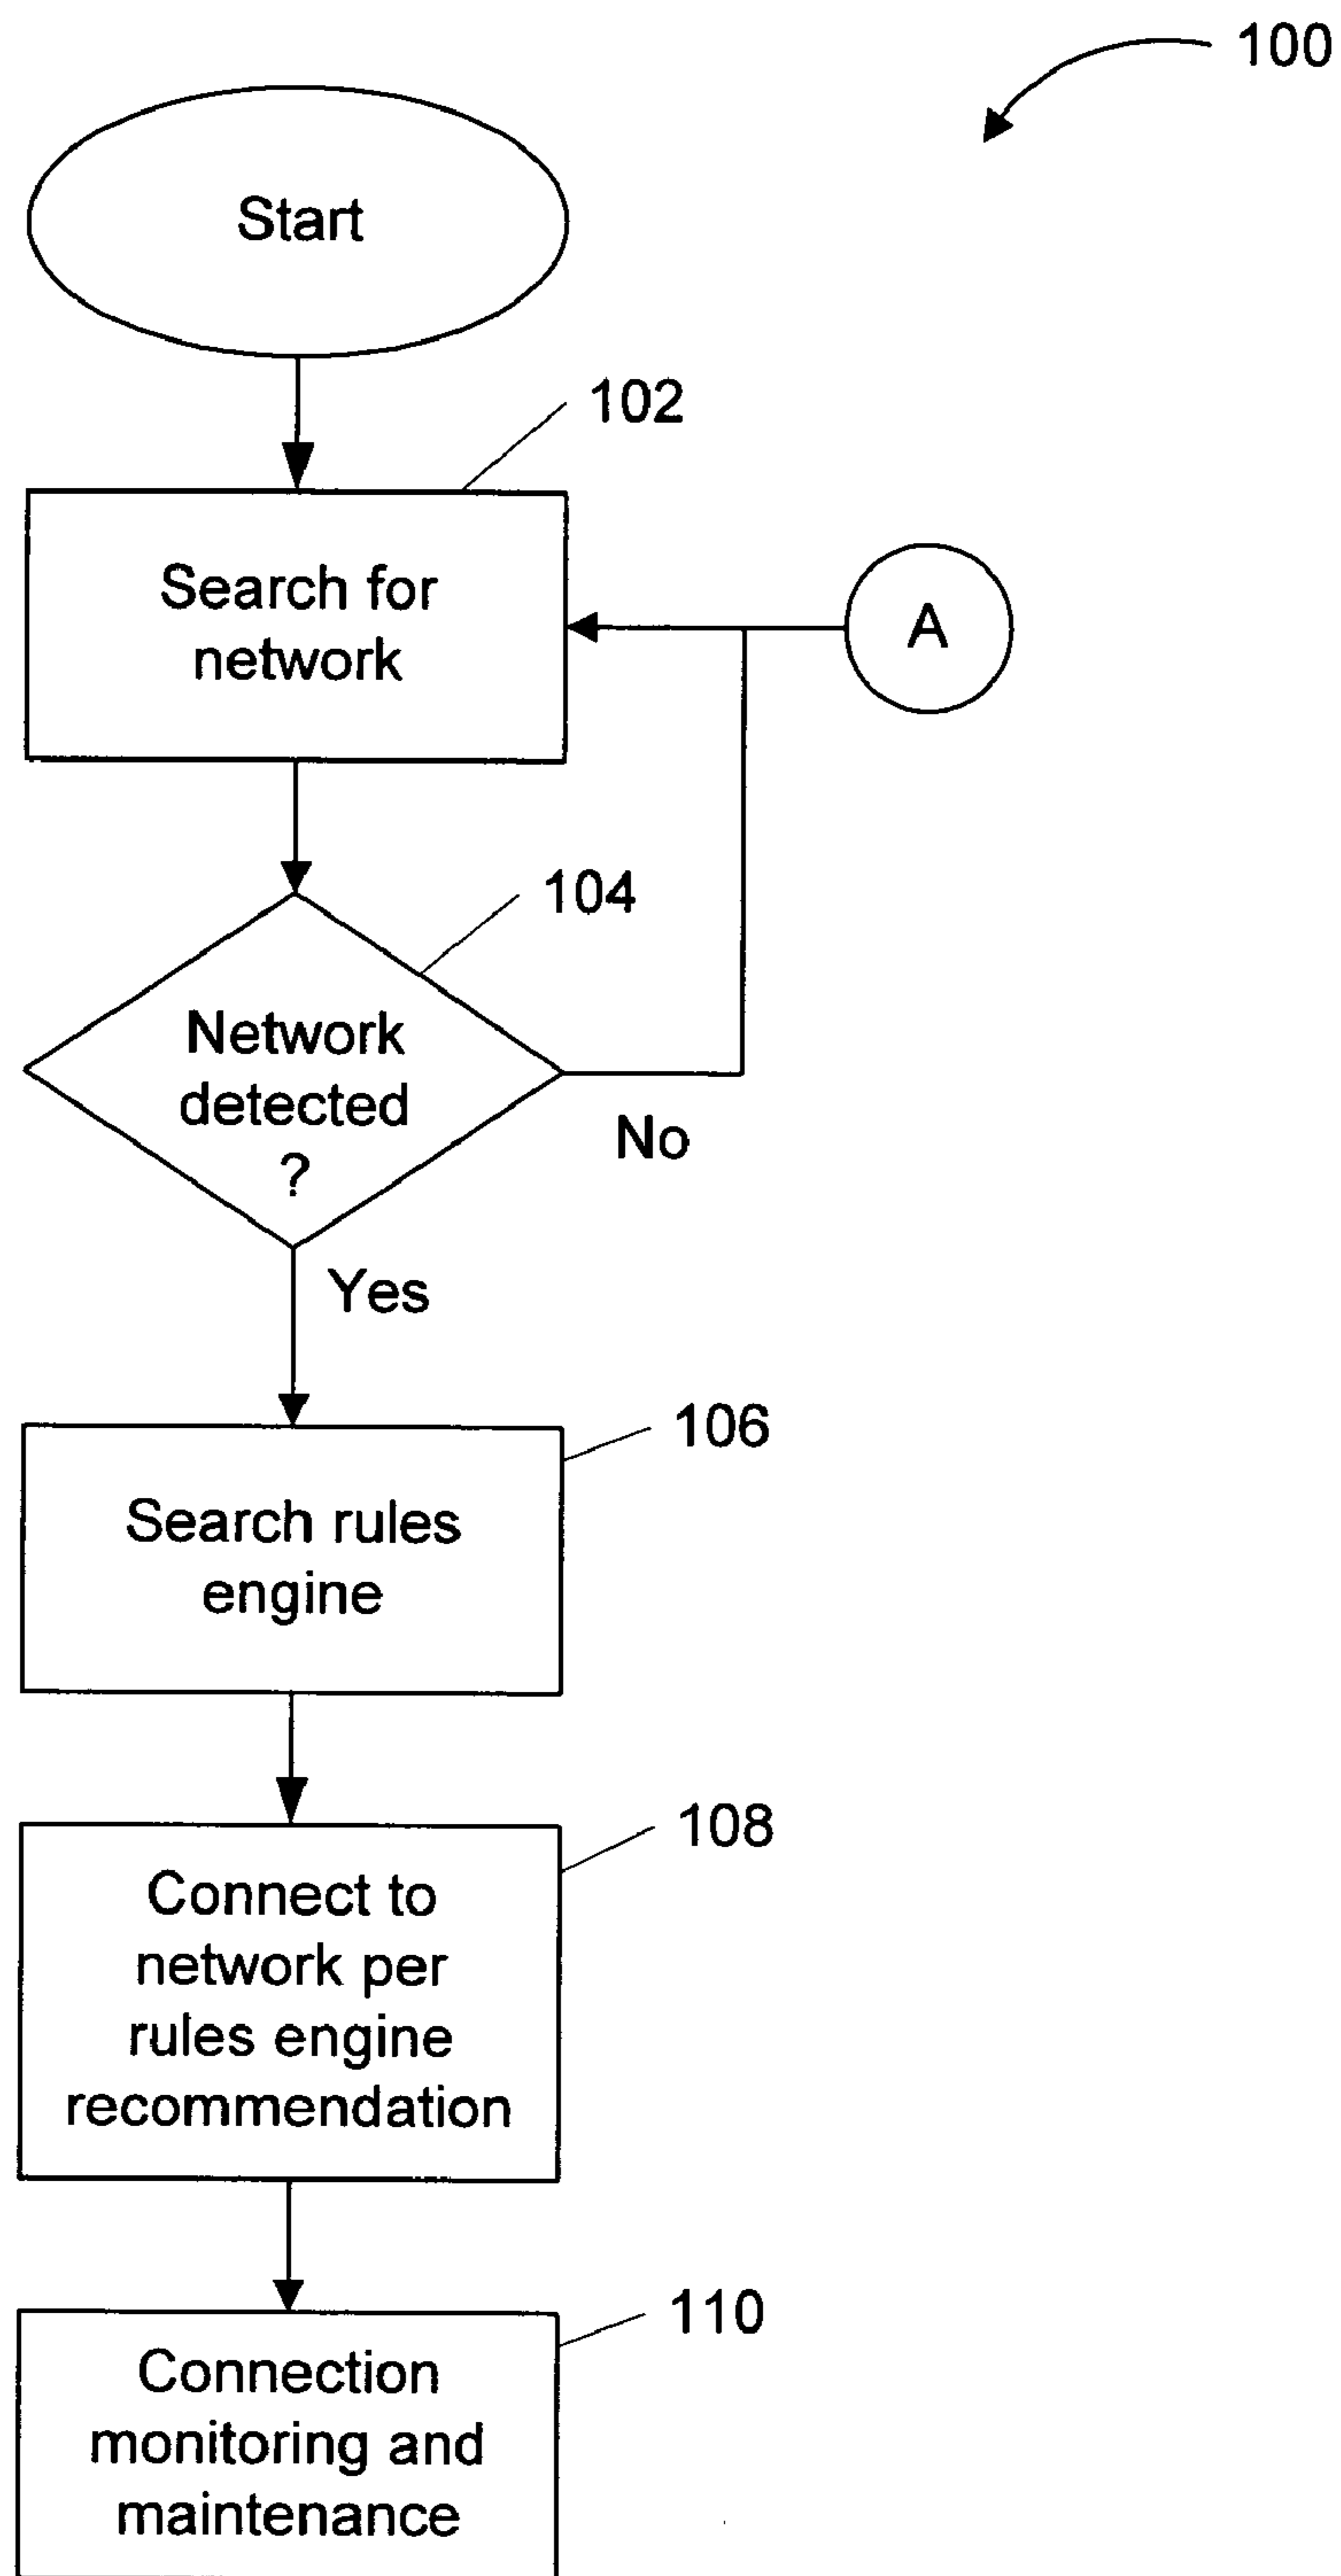 100
Start
102
Search for
network
A
104
Network
detected
?
No
Yes
106
Search rules
engine
108
Connect to
network per
rules engine
recommendation
110
Connection
monitoring and
maintenance